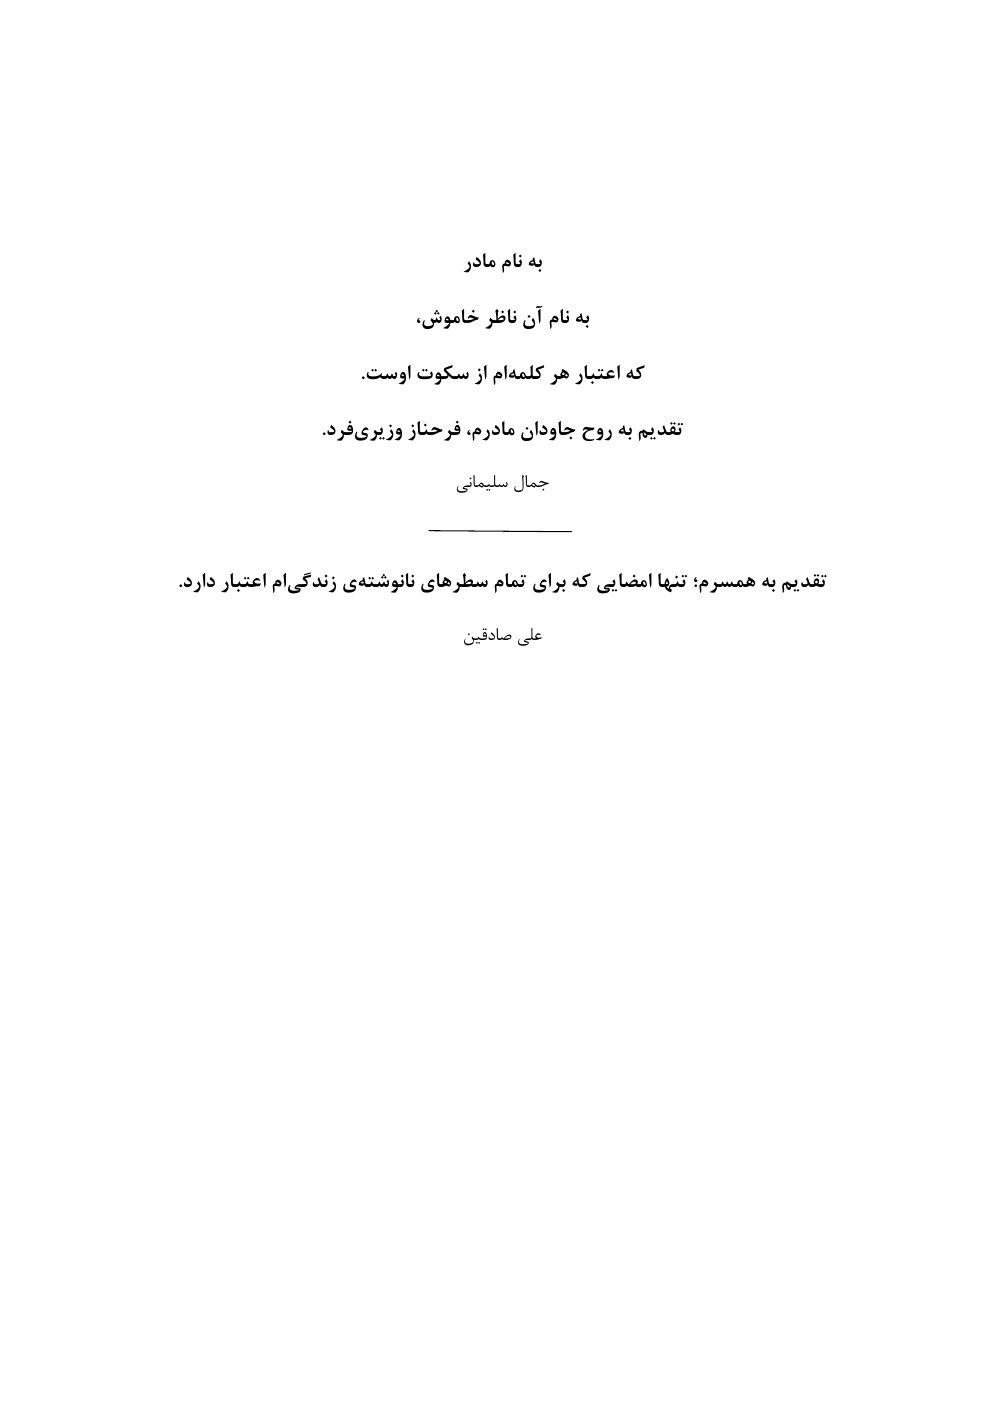 به نام مادر
به نام آن ناظر خاموش،
که اعتبار هر کلمه‌ام از سکوت اوست.
تقدیم به روح جاودان مادرم، فرحناز وزیری‌فرد.
جمال سلیمانی
تقدیم به همسرم؛ تنها امضایی که برای تمام سطرهای نانوشته‌ی زندگی‌ام اعتبار دارد.
علی صادقین